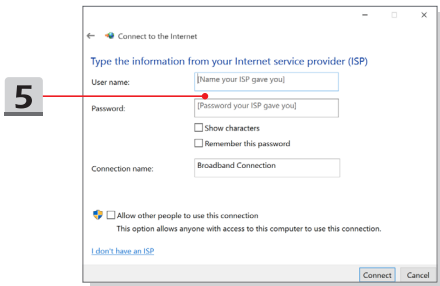 Connect to the Internet
Type the information from your Internet service provider (ISP)
User name:
[Name your ISP gave you]
5
Password:
[Password your ISP gave you]
Show characters
Remember this password
Connection name:
Broadband Connection
Allow other people to use this connection
This option allows anyone with access to this computer to use this connection.
I don't have an ISP
Connect
Cancel